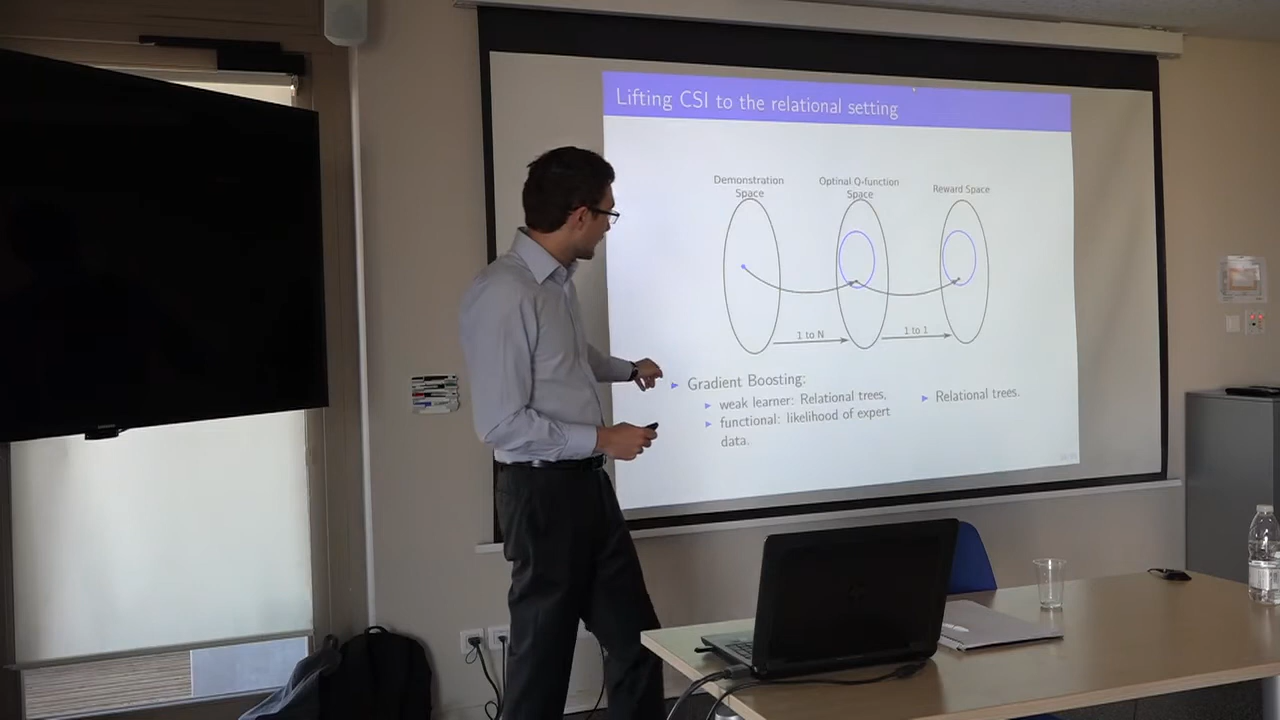 Lifting CSI to the relational setting
Demonstration
Space
Optinal Q-function
Space
Reward Space
1 to N
1 to 1
Gradient Boosting:
weak learner: Relational trees,
functional: likelihood of expert
data.
Relational trees.